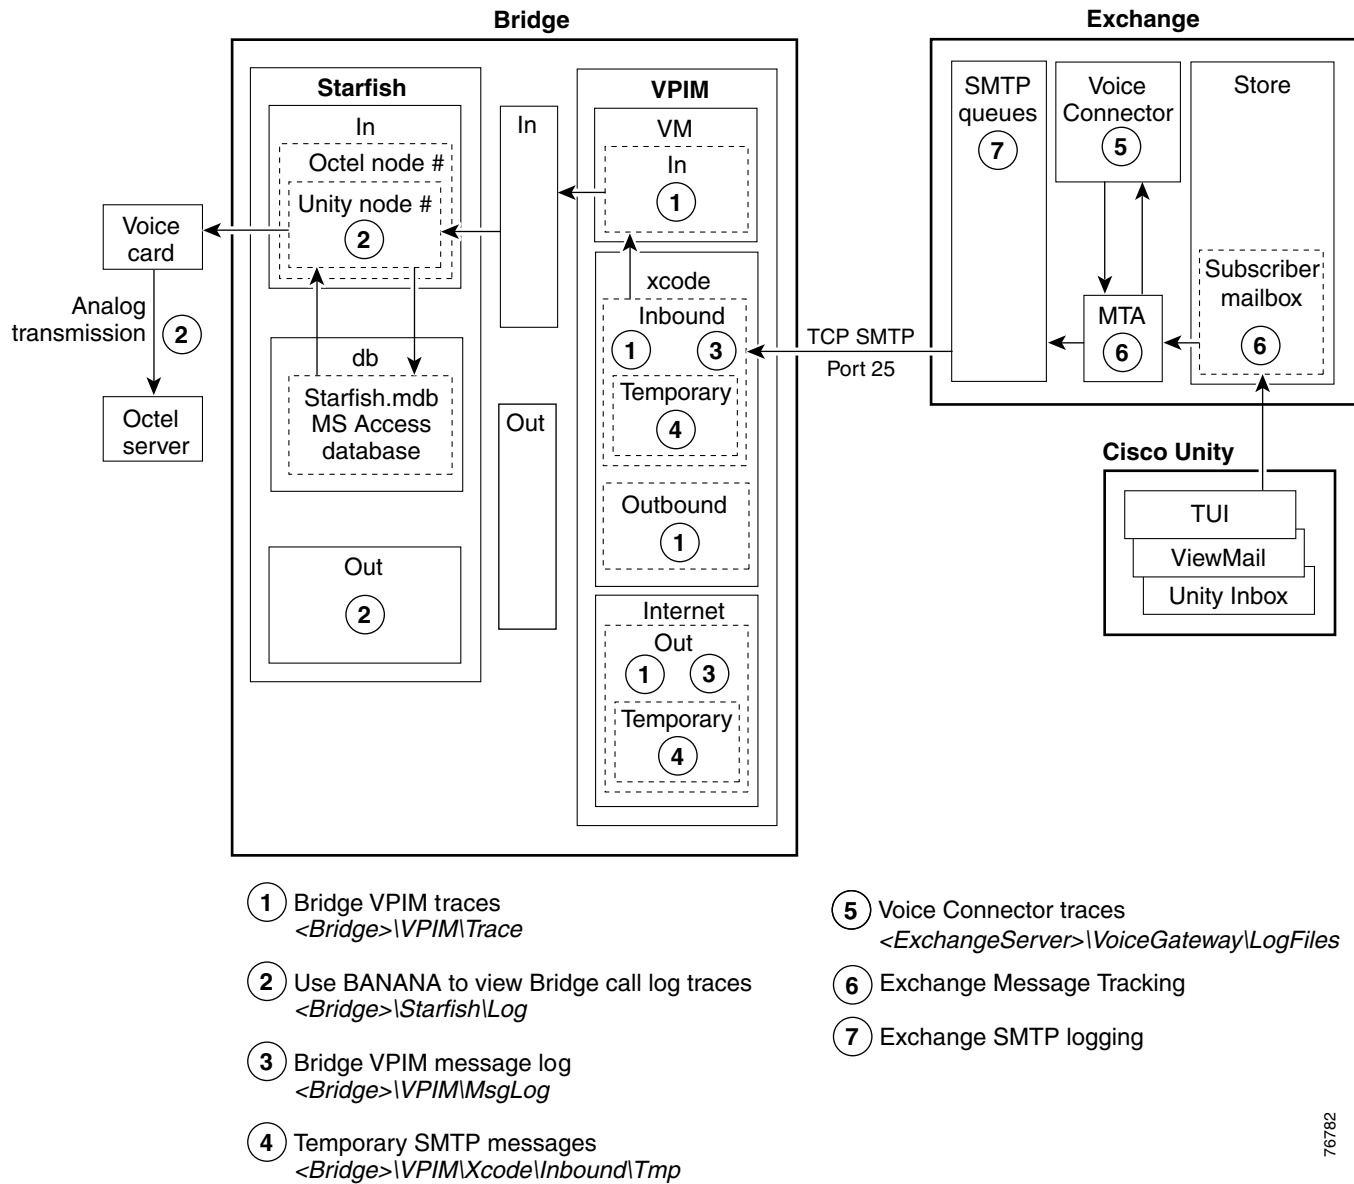 Bridge
Exchange
Starfish
In
Octel node #
Unity node #
2
Voice
card
Analog
transmission
2
Octel
server
db
Starfish.mdb
MS Access
database
Out
2
In
Out
VPIM
VM
In
1
xcode
Inbound
1 3
Temporary
4
Outbound
1
Internet
Out
1 3
Temporary
4
TCP SMTP
Port 25
SMTP
queues
7
Voice
Connector
5
MTA
6
Store
Subscriber
mailbox
6
Cisco Unity
TUI
ViewMail
Unity Inbox
1 Bridge VPIM traces
<Bridge>\VPIM\Trace
2 Use BANANA to view Bridge call log traces
<Bridge>\Starfish\Log
3 Bridge VPIM message log
<Bridge>\VPIM\MsgLog
4 Temporary SMTP messages
<Bridge>\VPIM\Xcode\Inbound\Tmp
5 Voice Connector traces
<ExchangeServer>\VoiceGateway\LogFiles
6 Exchange Message Tracking
7 Exchange SMTP logging
76782